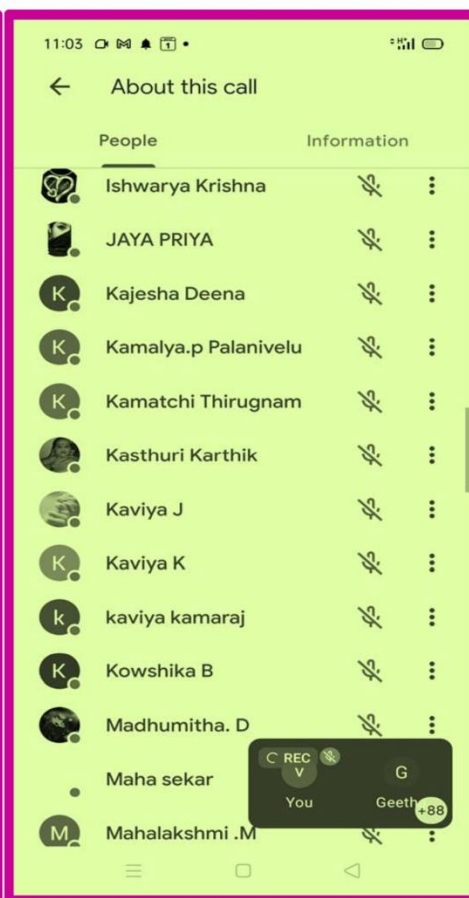 11:03
About this call
People Information
Ishwarya Krishna
JAYA PRIYA
K Kajesha Deena
K Kamalya.p Palanivelu
K Kamatchi Thirugnam
Kasthuri Karthik
Kaviya J
K Kaviya K
k kaviya kamaraj
K Kowshika B
Madhumitha. D
REC
V G
Maha sekar
You Geeth
+88
M Mahalakshmi .M